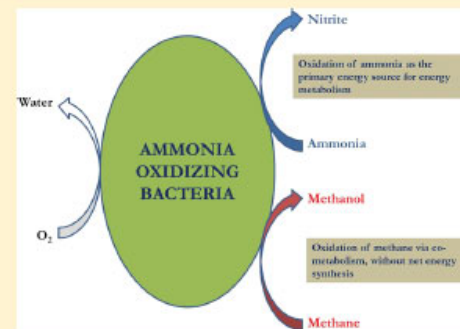 Nitrite
Oxidation of ammonia as the
primary energy source for energy
metabolism
Water
Ammonia
AMMONIA
OXIDIZING
BACTERIA
Methanol
O₂
Oxidation of methane via co-
metabolism, without net energy
synthesis
Methane